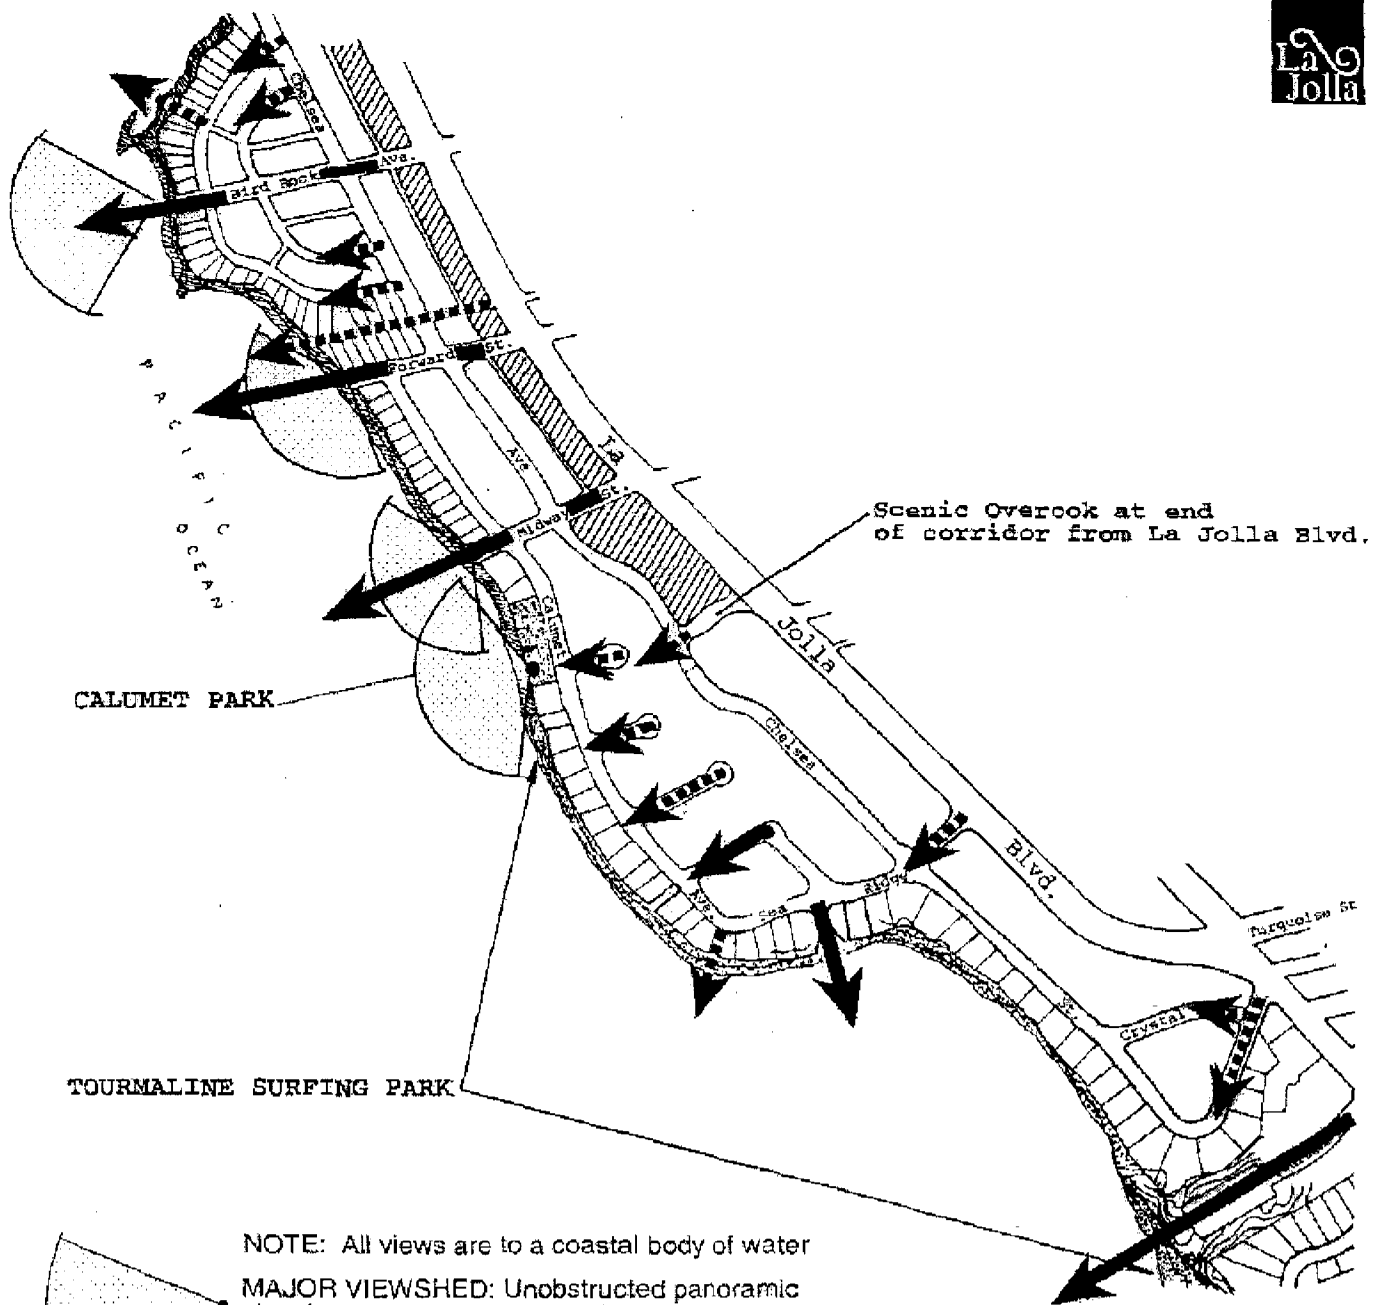 La
Jolla
Chelsea
Bird Rock Ave.
Forward St.
PACIFIC
OCEAN
Ave
La
Midway St.
Scenic Overook at end
of corridor from La Jolla Blvd.
Calumet
Jolla
CALUMET PARK
Chelsea
Blvd.
Ave.
Sea Ridge
Turquoise St
St.
Crystal
TOURMALINE SURFING PARK
NOTE: All views are to a coastal body of water
MAJOR VIEWSHED: Unobstructed panoramic